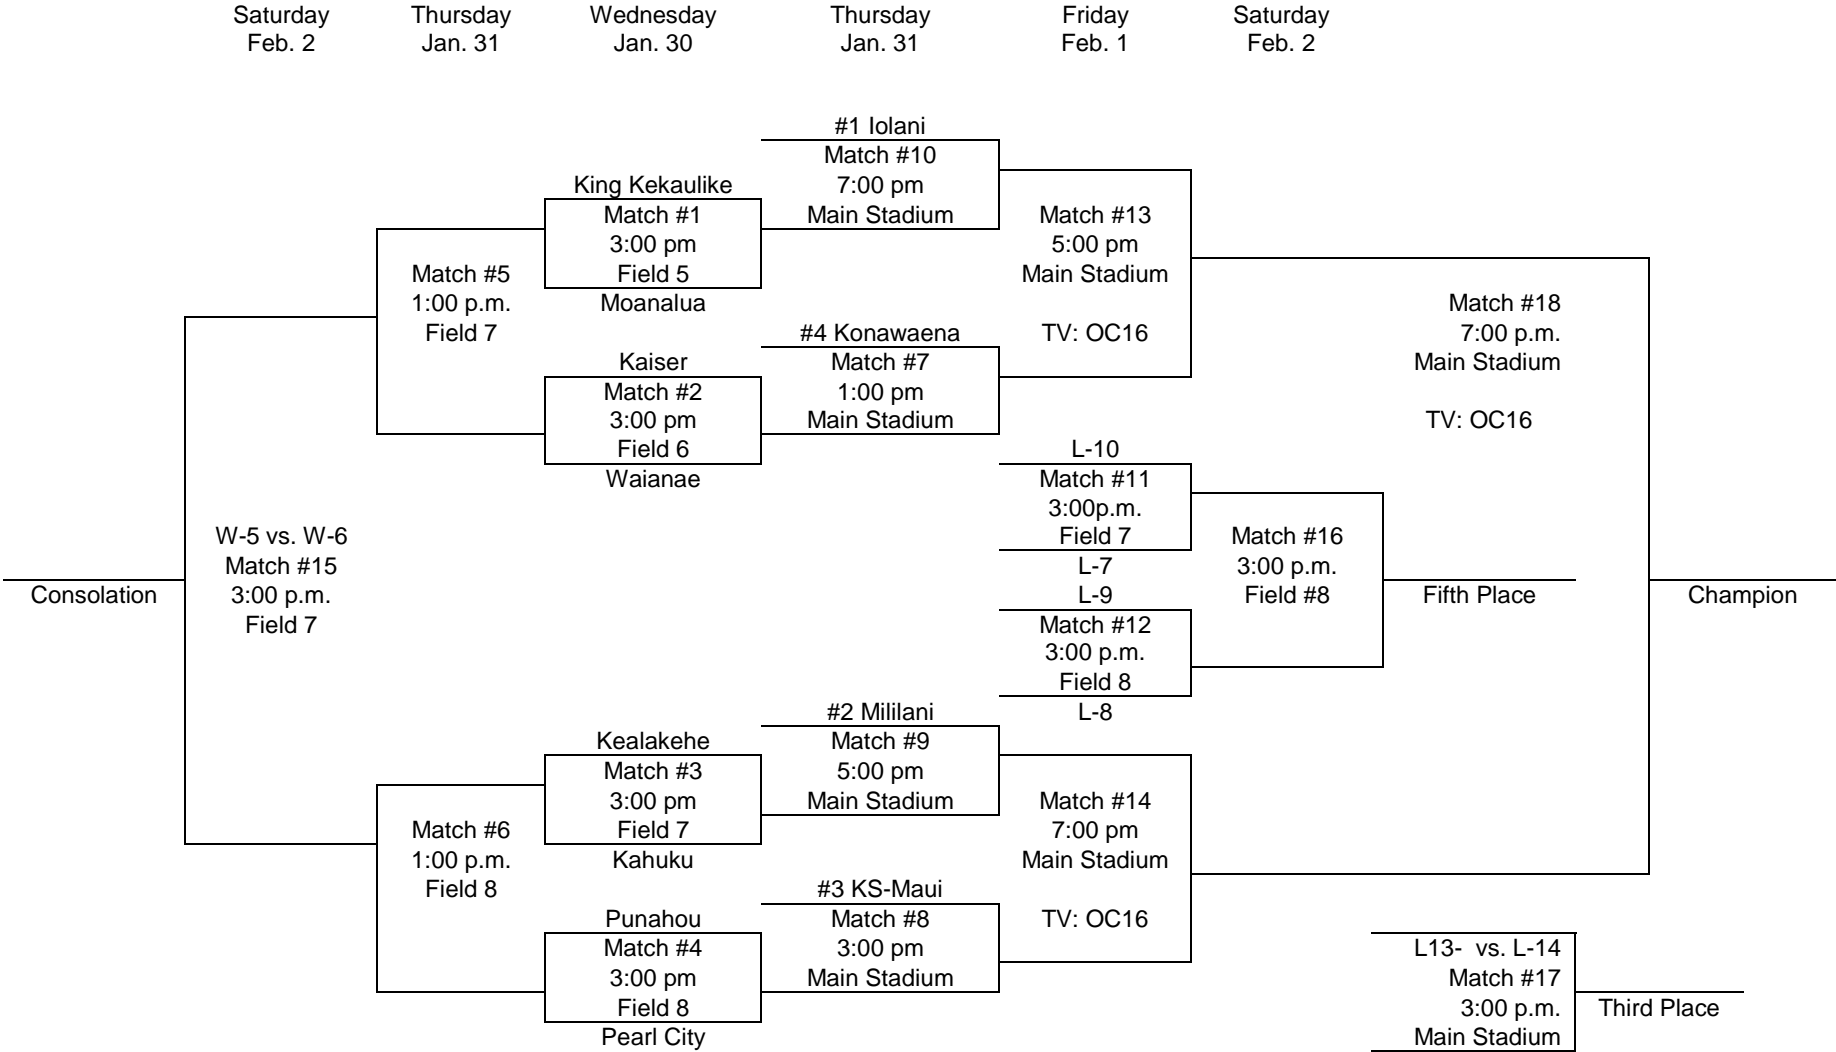 Saturday
Feb. 2
Thursday
Jan. 31
Wednesday
Jan. 30
Thursday
Jan. 31
Friday
Feb. 1
Saturday
Feb. 2
W-5 vs. W-6
Match #15
3:00 p.m.
Field 7
Consolation
Match #5
1:00 p.m.
Field 7
Match #6
1:00 p.m.
Field 8
King Kekaulike
Match #1
3:00 pm
Field 5
Moanalua
Kaiser
Match #2
3:00 pm
Field 6
Waianae
Kealakehe
Match #3
3:00 pm
Field 7
Kahuku
Punahou
Match #4
3:00 pm
Field 8
Pearl City
#1 Iolani
Match #10
7:00 pm
Main Stadium
#4 Konawaena
Match #7
1:00 pm
Main Stadium
#2 Mililani
Match #9
5:00 pm
Main Stadium
#3 KS-Maui
Match #8
3:00 pm
Main Stadium
Match #13
5:00 pm
Main Stadium
TV: OC16
L-10
Match #11
3:00p.m.
Field 7
L-7
L-9
Match #12
3:00 p.m.
Field 8
L-8
Match #14
7:00 pm
Main Stadium
TV: OC16
Match #16
3:00 p.m.
Field #8
Fifth Place
Match #18
7:00 p.m.
Main Stadium
TV: OC16
Champion
L13-  vs. L-14
Match #17
3:00 p.m.
Main Stadium
Third Place